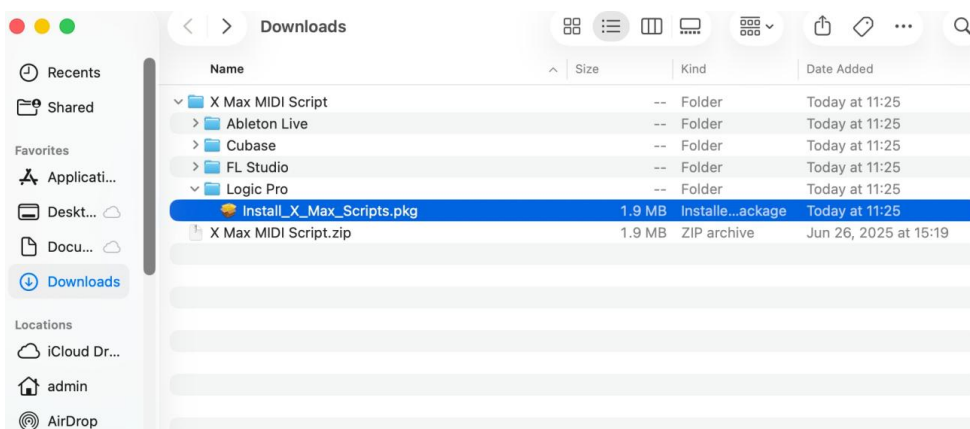 Downloads
Name Size Kind Date Added
Recents
Shared
Favorites
Applicati...
Deskt...
Docu...
Downloads
Locations
iCloud Dr...
admin
AirDrop
X Max MIDI Script -- Folder Today at 11:25
Ableton Live -- Folder Today at 11:25
Cubase -- Folder Today at 11:25
FL Studio -- Folder Today at 11:25
Logic Pro -- Folder Today at 11:25
Install_X_Max_Scripts.pkg 1.9 MB Installe...ackage Today at 11:25
X Max MIDI Script.zip 1.9 MB ZIP archive Jun 26, 2025 at 15:19